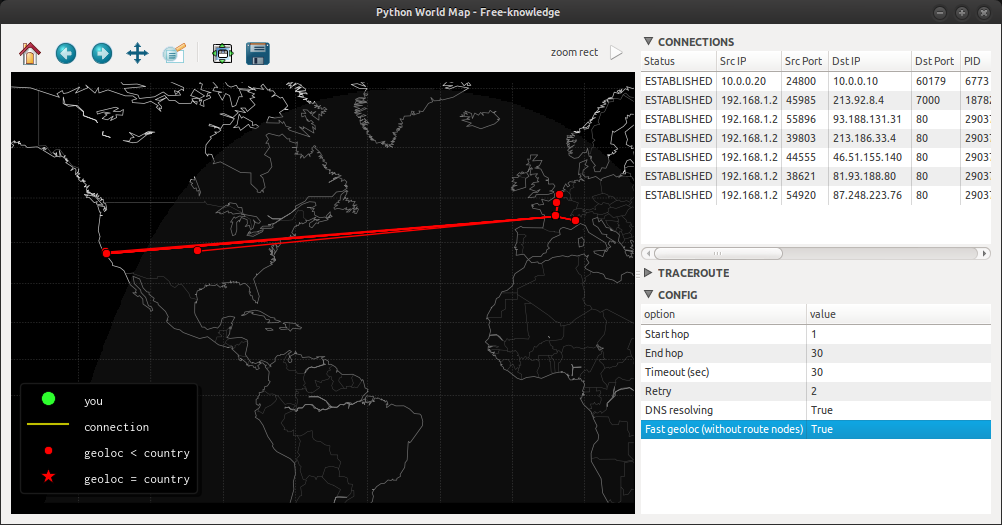 Python World Map - Free-knowledge
zoom rect
CONNECTIONS
Status Src IP Src Port Dst IP Dst Port PID
ESTABLISHED 10.0.0.20 24800 10.0.0.10 60179 6773
ESTABLISHED 192.168.1.2 45985 213.92.8.4 7000 18782
ESTABLISHED 192.168.1.2 55896 93.188.131.31 80 29037
ESTABLISHED 192.168.1.2 39803 213.186.33.4 80 29037
ESTABLISHED 192.168.1.2 44555 46.51.155.140 80 29037
ESTABLISHED 192.168.1.2 38621 81.93.188.80 80 29037
ESTABLISHED 192.168.1.2 54920 87.248.223.76 80 29037
TRACEROUTE
CONFIG
option value
Start hop 1
End hop 30
Timeout (sec) 30
Retry 2
DNS resolving True
Fast geoloc (without route nodes) True
you
connection
geoloc < country
geoloc = country